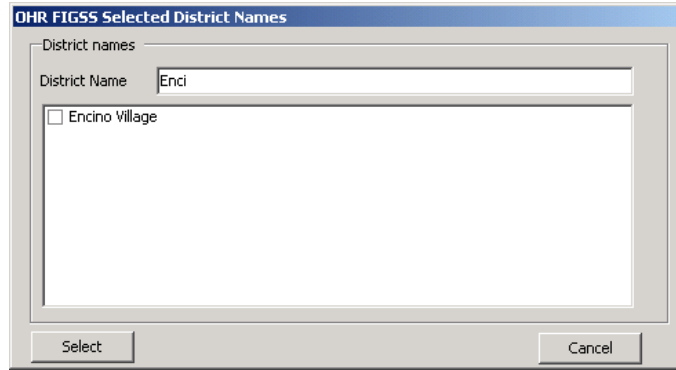 OHR FIGSS Selected District Names
District names
District Name Enci
Encino Village
Select Cancel